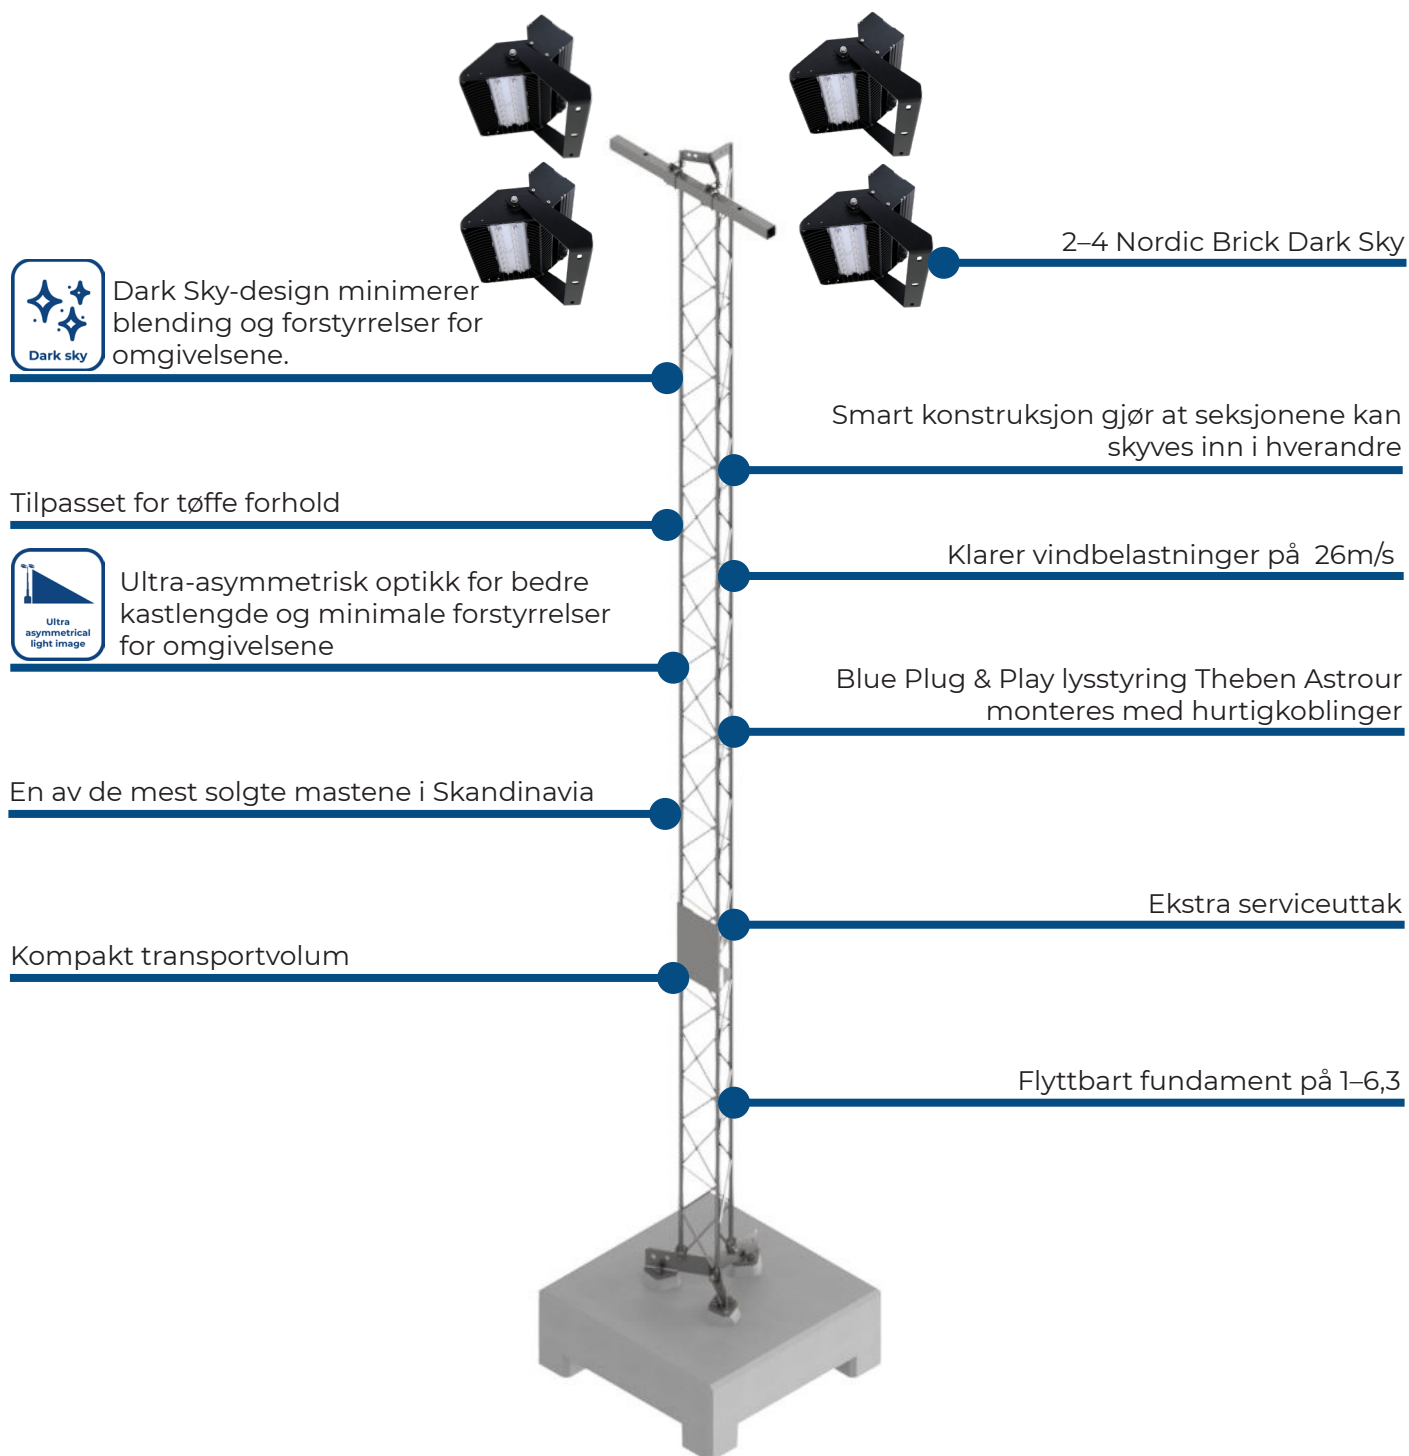 2–4 Nordic Brick Dark Sky
Dark sky
Dark Sky-design minimerer
blending og forstyrrelser for
omgivelsene.
Smart konstruksjon gjør at seksjonene kan
skyves inn i hverandre
Tilpasset for tøffe forhold
Klarer vindbelastninger på 26m/s
Ultra
asymmetrical
light image
Ultra-asymmetrisk optikk for bedre
kastlengde og minimale forstyrrelser
for omgivelsene
Blue Plug & Play lysstyring Theben Astrour
monteres med hurtigkoblinger
En av de mest solgte mastene i Skandinavia
Ekstra serviceuttak
Kompakt transportvolum
Flyttbart fundament på 1–6,3